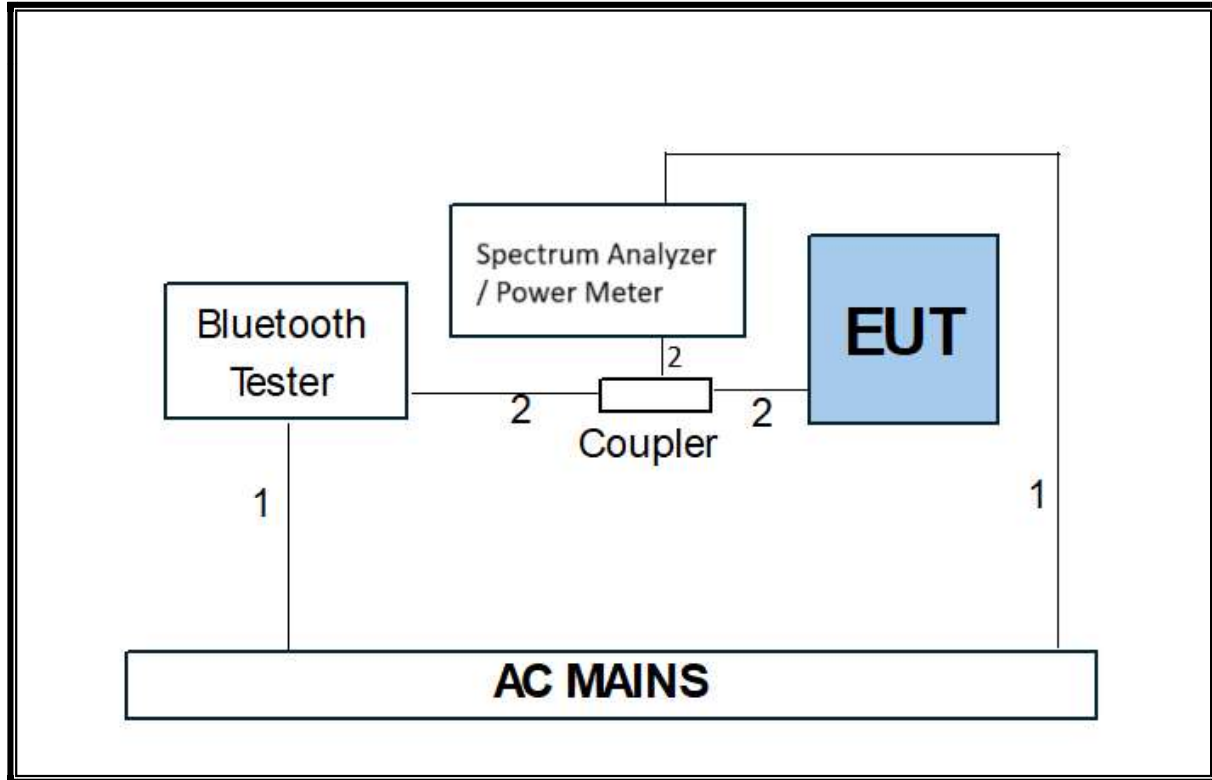 Spectrum Analyzer
/ Power Meter
EUT
Bluetooth
Tester
2
2
2
Coupler
1
1
AC MAINS